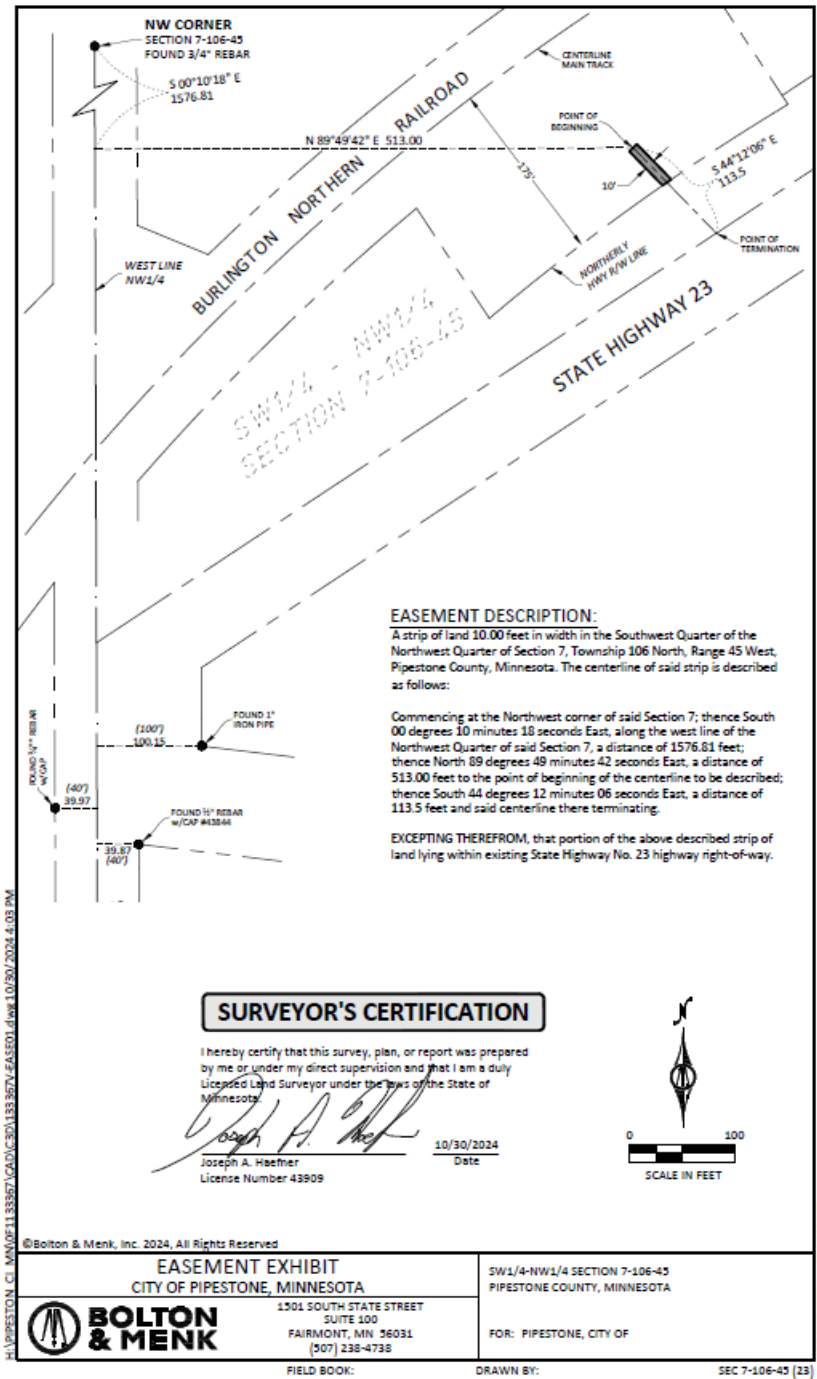 NW CORNER
SECTION 7-106-45
FOUND 3/4" REBAR
S 00°10'18" E
1576.81
CENTERLINE
MAIN TRACK
BURLINGTON NORTHERN RAILROAD
POINT OF
BEGINNING
N 89°49'42" E 513.00
175'
10'
S 44°12'06" E
113.5
POINT OF
TERMINATION
WEST LINE
NW1/4
NORTHERLY
HWY R/W LINE
STATE HIGHWAY 23
SW1/4 - NW1/4
SECTION 7-106-45
EASEMENT DESCRIPTION:
A strip of land 10.00 feet in width in the Southwest Quarter of the
Northwest Quarter of Section 7, Township 106 North, Range 45 West,
Pipestone County, Minnesota. The centerline of said strip is described
as follows:
Commencing at the Northwest corner of said Section 7; thence South
00 degrees 10 minutes 18 seconds East, along the west line of the
Northwest Quarter of said Section 7, a distance of 1576.81 feet;
thence North 89 degrees 49 minutes 42 seconds East, a distance of
513.00 feet to the point of beginning of the centerline to be described;
thence South 44 degrees 12 minutes 06 seconds East, a distance of
113.5 feet and said centerline there terminating.
EXCEPTING THEREFROM, that portion of the above described strip of
land lying within existing State Highway No. 23 highway right-of-way.
(100')
100.15
FOUND 1"
IRON PIPE
REBAR
w/CAP
(40')
39.97
FOUND ½" REBAR
w/CAP #43844
39.87
(40')
SURVEYOR'S CERTIFICATION
I hereby certify that this survey, plan, or report was prepared
by me or under my direct supervision and that I am a duly
Licensed Land Surveyor under the laws of the State of
Minnesota.
Joseph A. Haefner
License Number 43909
10/30/2024
Date
N
0 100
SCALE IN FEET
H:\PIPESTON_CI_MN\0F1133367\CAD\C3D\133367V-EASE01.dwg 10/30/2024 4:03 PM
©Bolton & Menk, Inc. 2024, All Rights Reserved
EASEMENT EXHIBIT
CITY OF PIPESTONE, MINNESOTA
BOLTON
& MENK
1501 SOUTH STATE STREET
SUITE 100
FAIRMONT, MN 56031
(507) 238-4738
SW1/4-NW1/4 SECTION 7-106-45
PIPESTONE COUNTY, MINNESOTA
FOR: PIPESTONE, CITY OF
FIELD BOOK:
DRAWN BY:
SEC 7-106-45 (23)